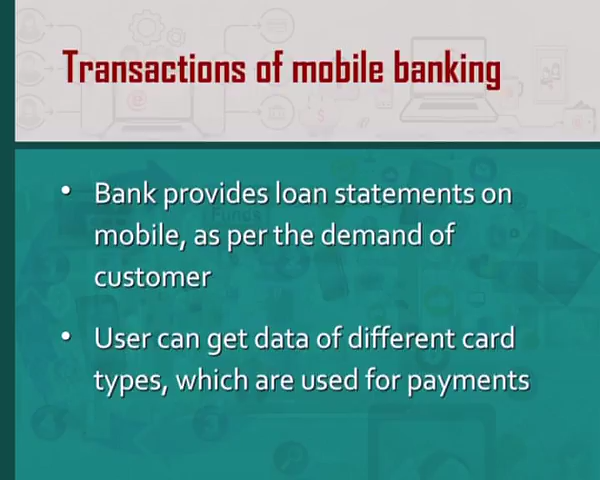 Transactions of mobile banking
• Bank provides loan statements on
mobile, as per the demand of
customer
• User can get data of different card
types, which are used for payments
Funds